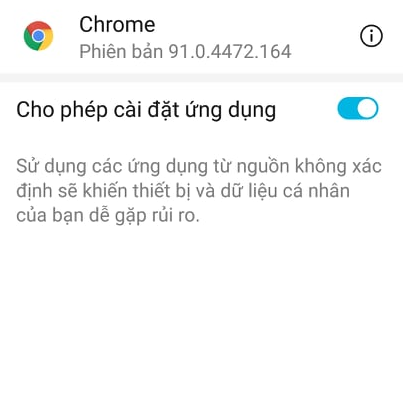 Chrome
Phiên bản 91.0.4472.164
Cho phép cài đặt ứng dụng
Sử dụng các ứng dụng từ nguồn không xác
định sẽ khiến thiết bị và dữ liệu cá nhân
của bạn dễ gặp rủi ro.